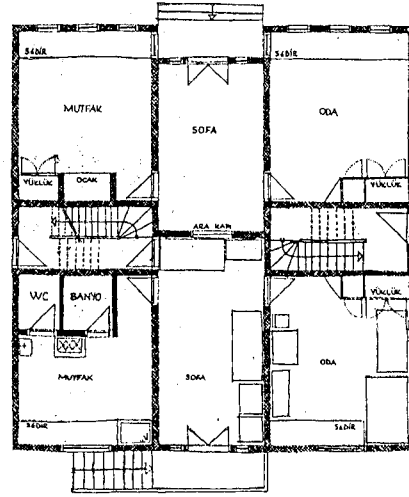 SEDİR
SEDİR
MUTFAK
SOFA
ODA
YÜKLÜK
OCAK
YÜKLÜK
ARA KAPI
WC
BANYO
YÜKLÜK
MUTFAK
SOFA
ODA
SEDİR
SEDİR